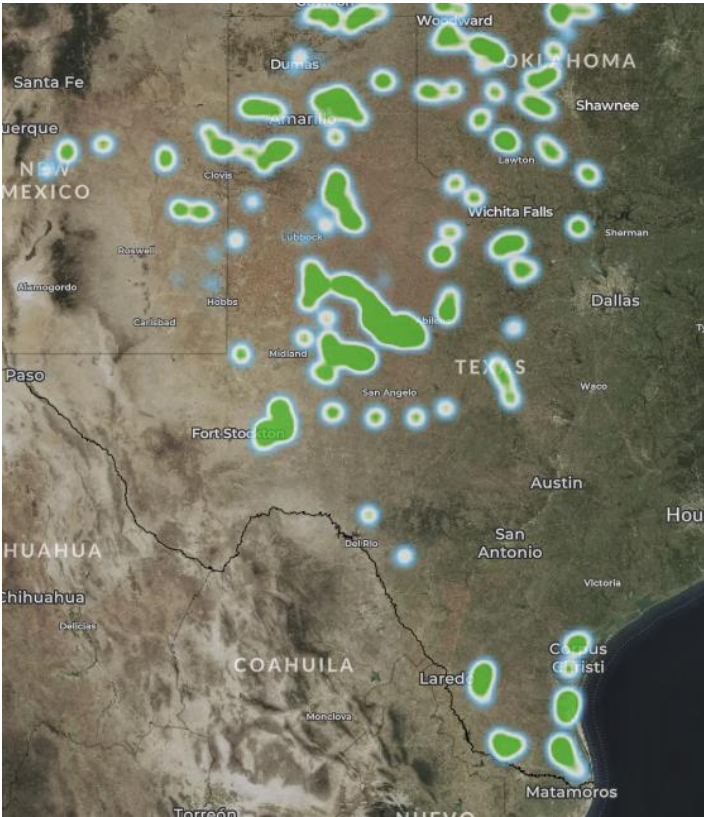 Woodward
Dumas
OKLAHOMA
Santa Fe
Shawnee
Amarillo
uerque
Lawton
NEW
MEXICO
Clovis
Wichita Falls
Lubbock
Sherman
Roswell
Alamogordo
Hobbs
Dallas
Carlsbad
Midland
TEXAS
Paso
Waco
San Angelo
Fort Stockton
Austin
Hou
San
Antonio
Del Rio
HUAHUA
Victoria
Chihuahua
Delicias
Corpus
Christi
COAHUILA
Laredo
Monclova
Matamoros
Torreón
NUEVO